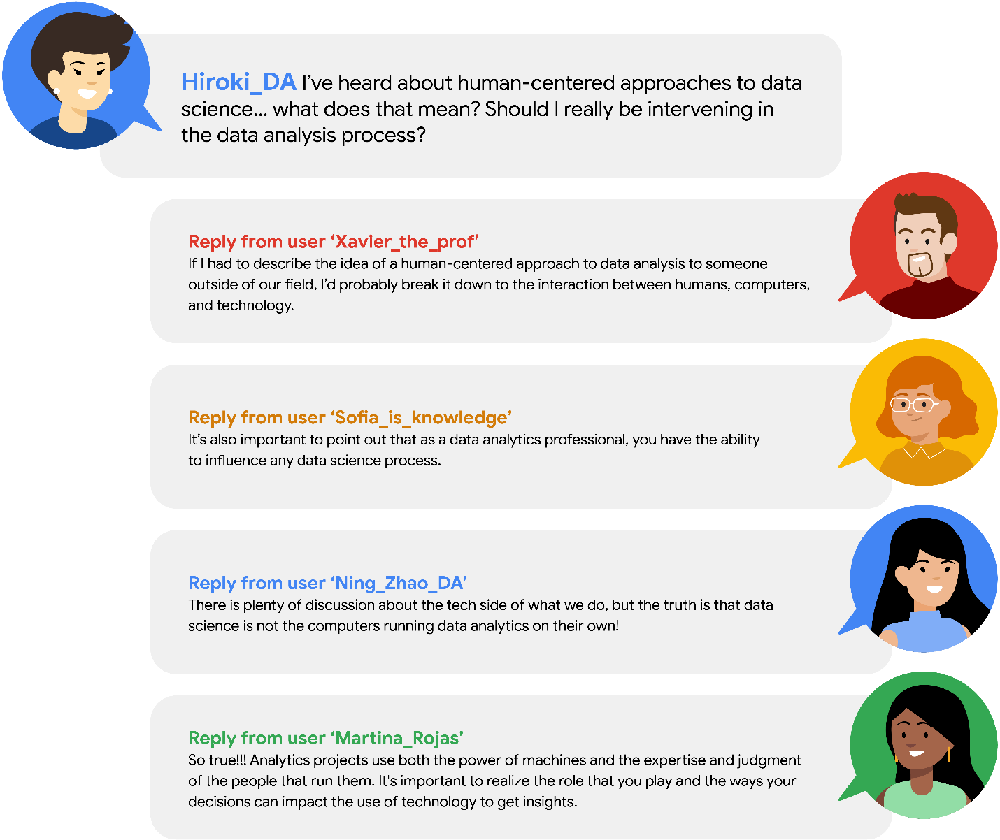 Hiroki_DA I’ve heard about human-centered approaches to data
science... what does that mean? Should I really be intervening in
the data analysis process?
Reply from user ‘Xavier_the_prof’
If I had to describe the idea of a human-centered approach to data analysis to someone
outside of our field, I’d probably break it down to the interaction between humans, computers,
and technology.
Reply from user ‘Sofia_is_knowledge’
It’s also important to point out that as a data analytics professional, you have the ability
to influence any data science process.
Reply from user ‘Ning_Zhao_DA’
There is plenty of discussion about the tech side of what we do, but the truth is that data
science is not the computers running data analytics on their own!
Reply from user ‘Martina_Rojas’
So true!!! Analytics projects use both the power of machines and the expertise and judgment
of the people that run them. It's important to realize the role that you play and the ways your
decisions can impact the use of technology to get insights.